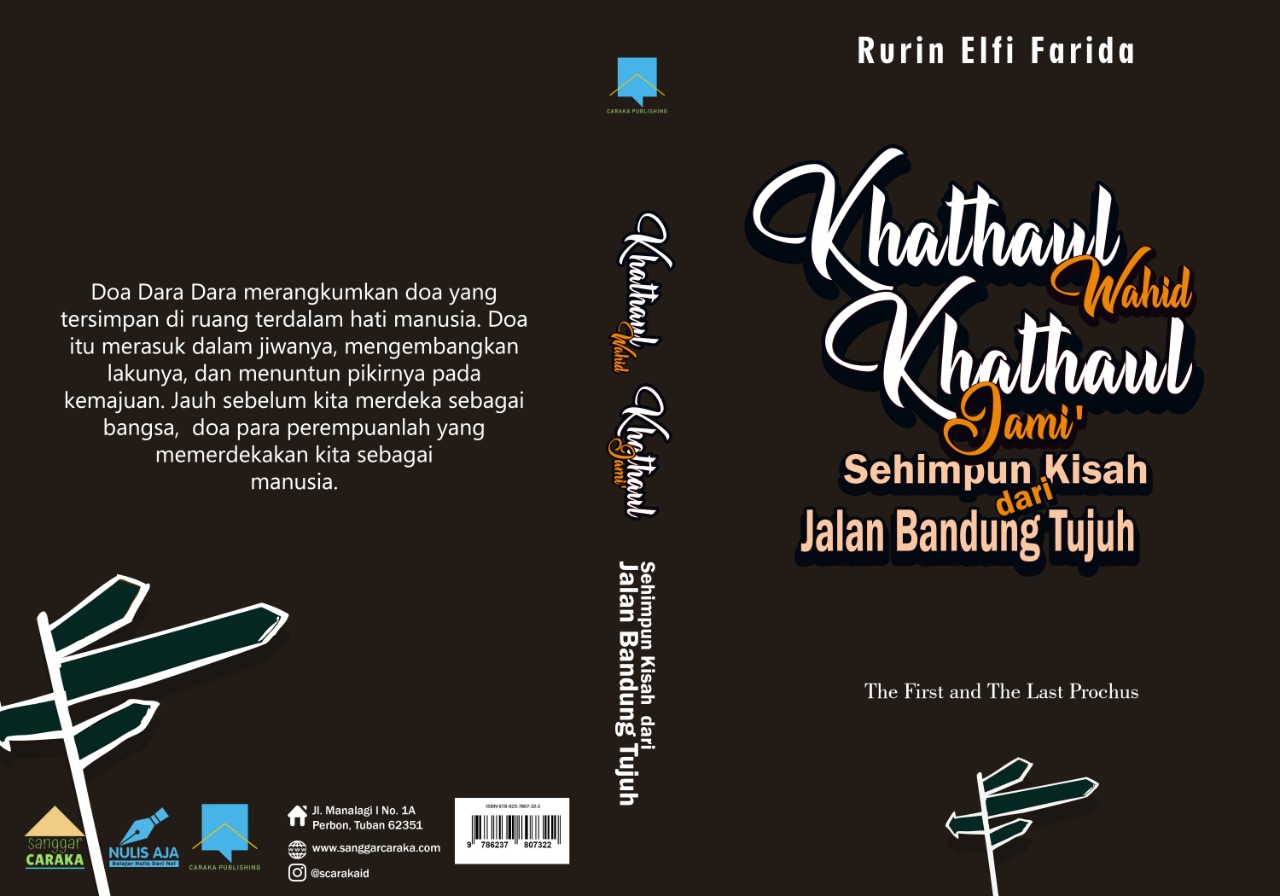 Rurin Elfi Farida
Khathaul
Wahid
Khathaul
Jami'
Sehimpun Kisah
dari
Jalan Bandung Tujuh
The First and The Last Prochus
CARAKA PUBLISHING
Khathaul
Wahid
Khathaul
Jami'
Sehimpun Kisah dari
Jalan Bandung Tujuh
Doa Dara Dara merangkumkan doa yang
tersimpan di ruang terdalam hati manusia. Doa
itu merasuk dalam jiwanya, mengembangkan
lakunya, dan menuntun pikirnya pada
kemajuan. Jauh sebelum kita merdeka sebagai
bangsa, doa para perempuanlah yang
memerdekakan kita sebagai
manusia.
sanggar
CARAKA
NULIS AJA
Belajar Nulis Dari Nol
CARAKA PUBLISHING
Jl. Manalagi I No. 1A
Perbon, Tuban 62351
www.sanggarcaraka.com
@scarakaid
9 786237 807322